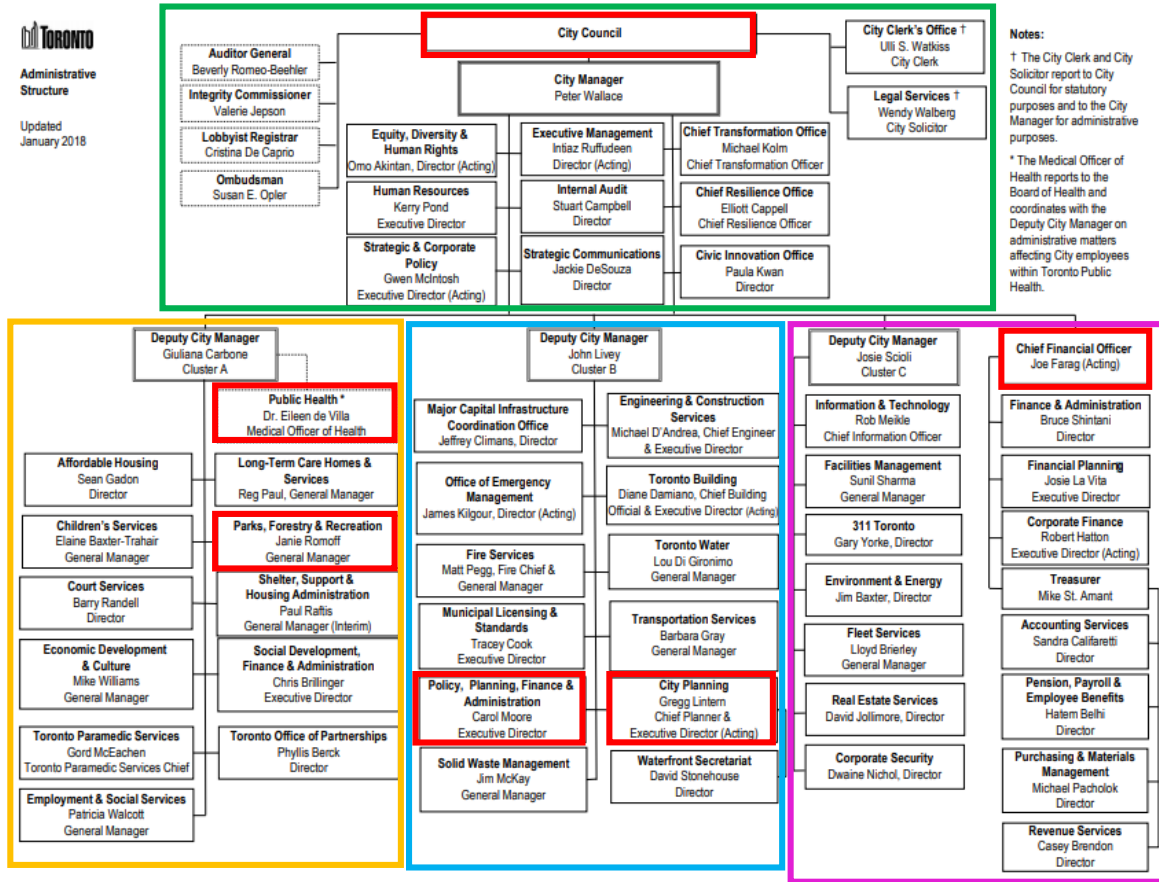 TORONTO
Administrative
Structure
Updated
January 2018
City Council
City Manager
Peter Wallace
Auditor General
Beverly Romeo-Beehler
Integrity Commissioner
Valerie Jepson
Lobbyist Registrar
Cristina De Caprio
Ombudsman
Susan E. Opler
City Clerk's Office †
Ulli S. Watkiss
City Clerk
Legal Services †
Wendy Walberg
City Solicitor
Equity, Diversity &
Human Rights
Omo Akintan, Director (Acting)
Human Resources
Kerry Pond
Executive Director
Strategic & Corporate
Policy
Gwen McIntosh
Executive Director (Acting)
Executive Management
Intiaz Ruffudeen
Director (Acting)
Internal Audit
Stuart Campbell
Director
Strategic Communications
Jackie DeSouza
Director
Chief Transformation Office
Michael Kolm
Chief Transformation Officer
Chief Resilience Office
Elliott Cappell
Chief Resilience Officer
Civic Innovation Office
Paula Kwan
Director
Notes:
† The City Clerk and City
Solicitor report to City
Council for statutory
purposes and to the City
Manager for administrative
purposes.
* The Medical Officer of
Health reports to the
Board of Health and
coordinates with the
Deputy City Manager on
administrative matters
affecting City employees
within Toronto Public
Health.
Deputy City Manager
Giuliana Carbone
Cluster A
Public Health *
Dr. Eileen de Villa
Medical Officer of Health
Affordable Housing
Sean Gadon
Director
Long-Term Care Homes &
Services
Reg Paul, General Manager
Children's Services
Elaine Baxter-Trahair
General Manager
Parks, Forestry & Recreation
Janie Romoff
General Manager
Court Services
Barry Randell
Director
Shelter, Support &
Housing Administration
Paul Raftis
General Manager (Interim)
Economic Development
& Culture
Mike Williams
General Manager
Social Development,
Finance & Administration
Chris Brillinger
Executive Director
Toronto Paramedic Services
Gord McEachen
Toronto Paramedic Services Chief
Toronto Office of Partnerships
Phyllis Berck
Director
Employment & Social Services
Patricia Walcott
General Manager
Deputy City Manager
John Livey
Cluster B
Major Capital Infrastructure
Coordination Office
Jeffrey Climans, Director
Engineering & Construction
Services
Michael D'Andrea, Chief Engineer
& Executive Director
Office of Emergency
Management
James Kilgour, Director (Acting)
Toronto Building
Diane Damiano, Chief Building
Official & Executive Director (Acting)
Fire Services
Matt Pegg, Fire Chief &
General Manager
Toronto Water
Lou Di Gironimo
General Manager
Municipal Licensing &
Standards
Tracey Cook
Executive Director
Transportation Services
Barbara Gray
General Manager
Policy, Planning, Finance &
Administration
Carol Moore
Executive Director
City Planning
Gregg Lintern
Chief Planner &
Executive Director (Acting)
Solid Waste Management
Jim McKay
General Manager
Waterfront Secretariat
David Stonehouse
Director
Deputy City Manager
Josie Scioli
Cluster C
Information & Technology
Rob Meikle
Chief Information Officer
Facilities Management
Sunil Sharma
General Manager
311 Toronto
Gary Yorke, Director
Environment & Energy
Jim Baxter, Director
Fleet Services
Lloyd Brierley
General Manager
Real Estate Services
David Jollimore, Director
Corporate Security
Dwaine Nichol, Director
Chief Financial Officer
Joe Farag (Acting)
Finance & Administration
Bruce Shintani
Director
Financial Planning
Josie La Vita
Executive Director
Corporate Finance
Robert Hatton
Executive Director (Acting)
Treasurer
Mike St. Amant
Accounting Services
Sandra Califaretti
Director
Pension, Payroll &
Employee Benefits
Hatem Belhi
Director
Purchasing & Materials
Management
Michael Pacholok
Director
Revenue Services
Casey Brendon
Director